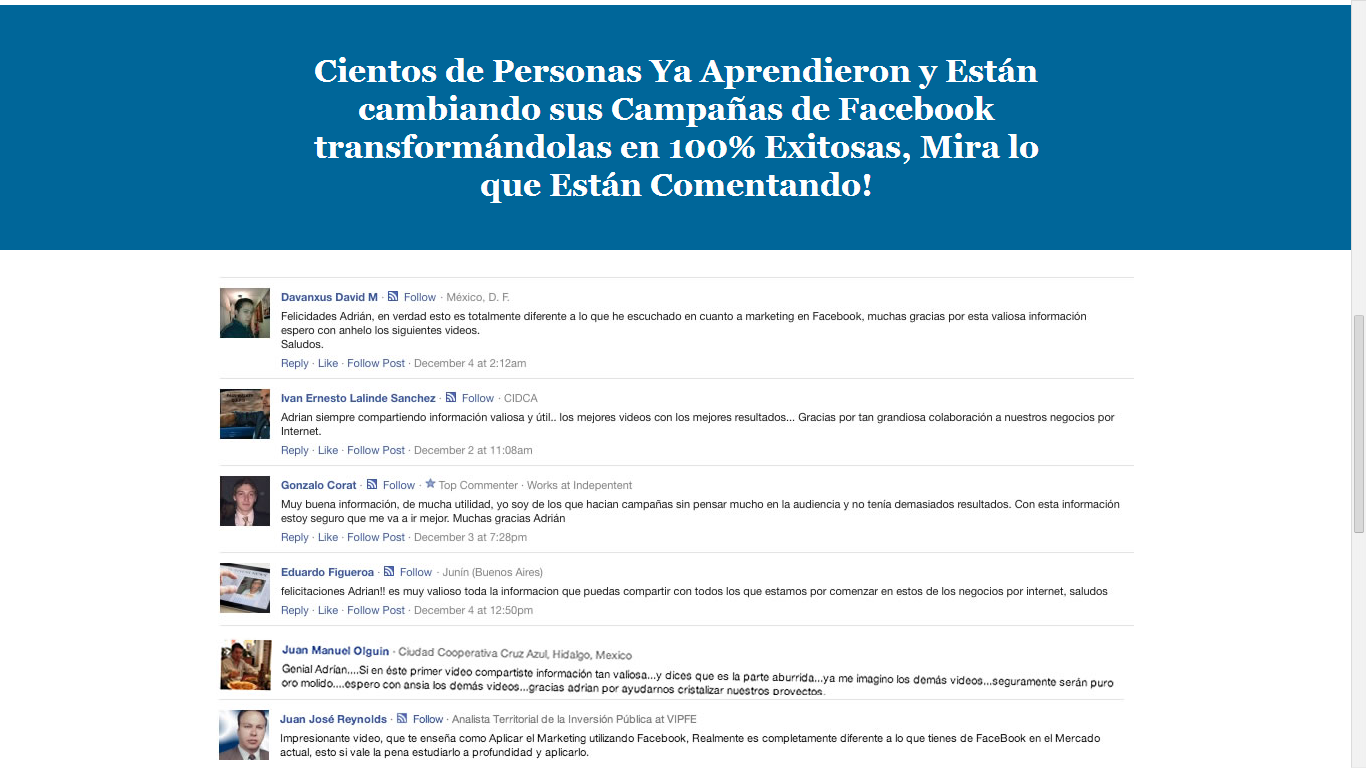 Cientos de Personas Ya Aprendieron y Están
cambiando sus Campañas de Facebook
transformándolas en 100% Exitosas, Mira lo
que Están Comentando!
Davanxus David M · Follow · México, D. F.
Felicidades Adrián, en verdad esto es totalmente diferente a lo que he escuchado en cuanto a marketing en Facebook, muchas gracias por esta valiosa información
espero con anhelo los siguientes videos.
Saludos.
Reply · Like · Follow Post · December 4 at 2:12am
Ivan Ernesto Lalinde Sanchez · Follow · CIDCA
Adrian siempre compartiendo información valiosa y útil.. los mejores videos con los mejores resultados... Gracias por tan grandiosa colaboración a nuestros negocios por
Internet.
Reply · Like · Follow Post · December 2 at 11:08am
Gonzalo Corat · Follow · Top Commenter · Works at Indepentent
Muy buena información, de mucha utilidad, yo soy de los que hacian campañas sin pensar mucho en la audiencia y no tenía demasiados resultados. Con esta información
estoy seguro que me va a ir mejor. Muchas gracias Adrián
Reply · Like · Follow Post · December 3 at 7:28pm
Eduardo Figueroa · Follow · Junín (Buenos Aires)
felicitaciones Adrian!! es muy valioso toda la informacion que puedas compartir con todos los que estamos por comenzar en estos de los negocios por internet, saludos
Reply · Like · Follow Post · December 4 at 12:50pm
Juan Manuel Olguin · Ciudad Cooperativa Cruz Azul, Hidalgo, Mexico
Genial Adrían....Si en éste primer video compartiste información tan valiosa...y dices que es la parte aburrida...ya me imagino los demás videos...seguramente serán puro
oro molido....espero con ansia los demás videos...gracias adrian por ayudarnos cristalizar nuestros proyectos.
Juan José Reynolds · Follow · Analista Territorial de la Inversión Pública at VIPFE
Impresionante video, que te enseña como Aplicar el Marketing utilizando Facebook, Realmente es completamente diferente a lo que tienes de FaceBook en el Mercado
actual, esto si vale la pena estudiarlo a profundidad y aplicarlo.